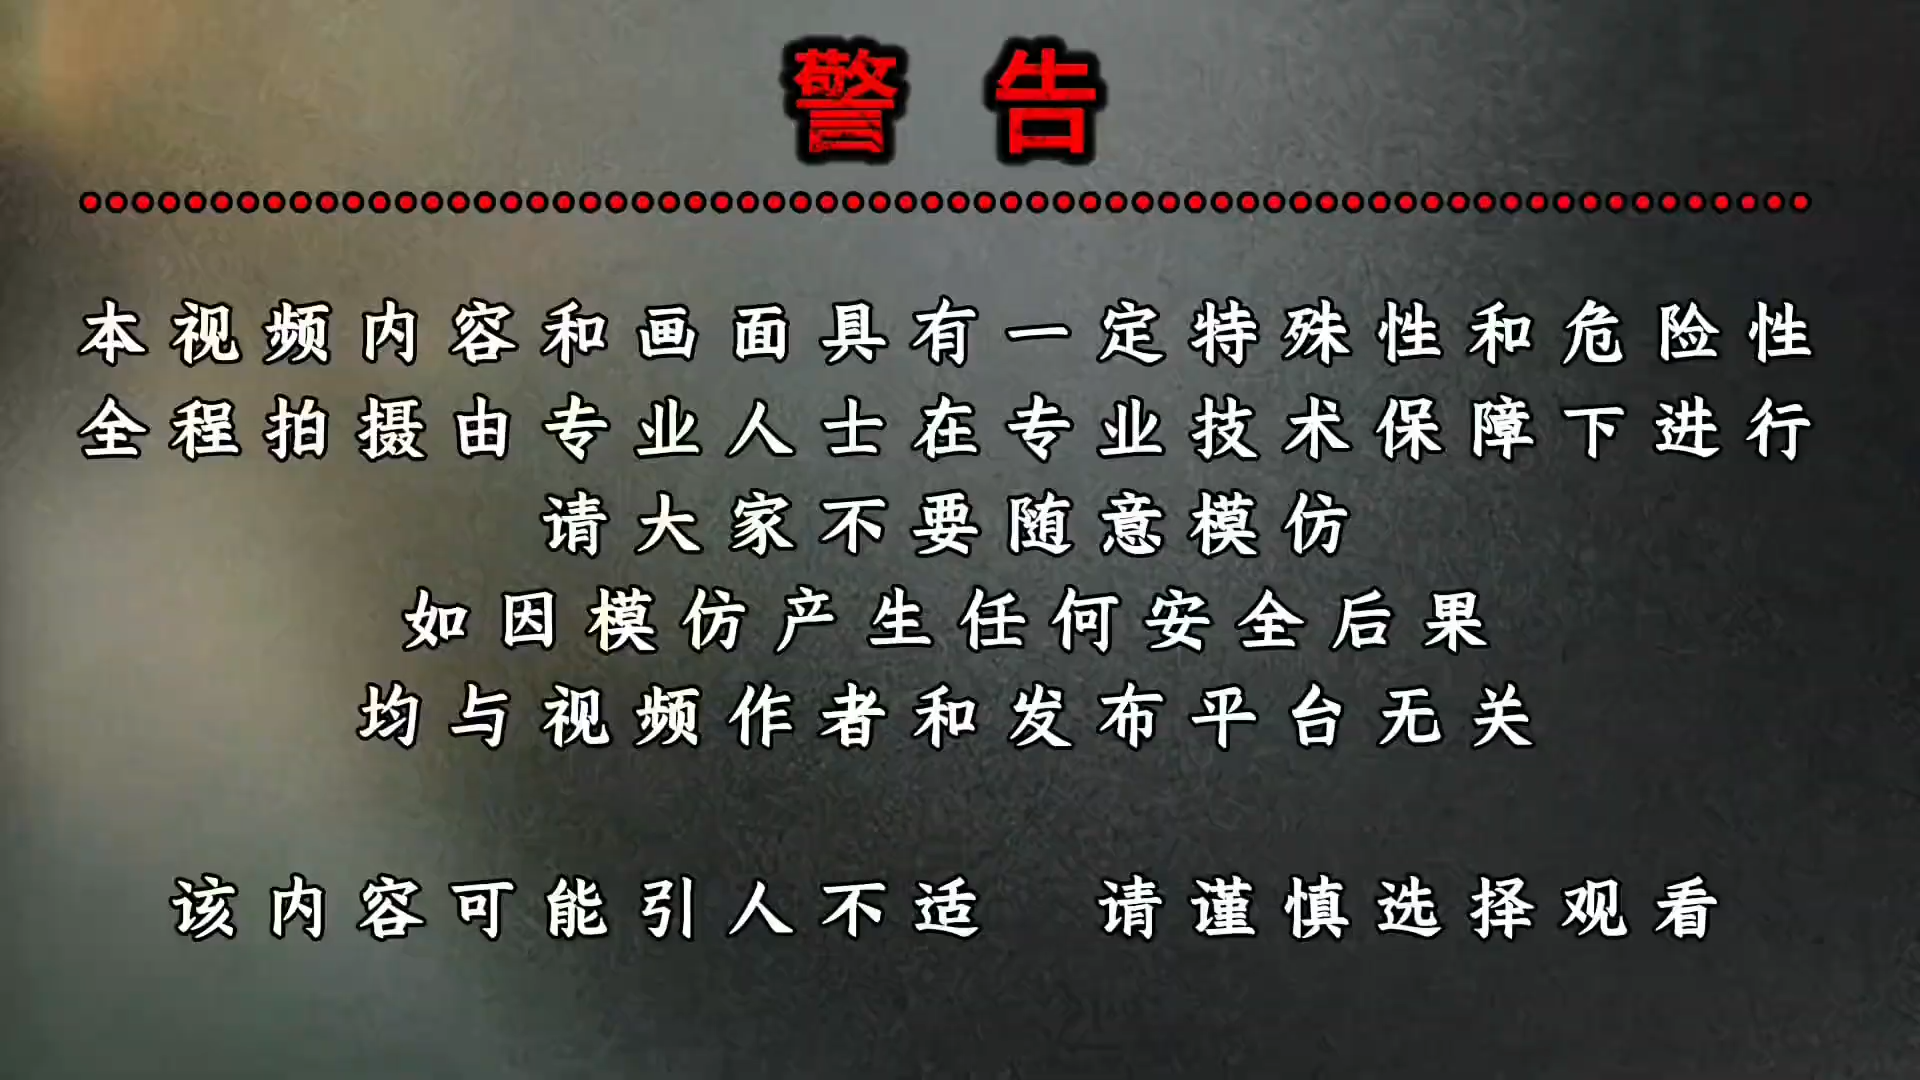 警告
本视频内容和画面具有一定特殊性和危险性
全程拍摄由专业人士在专业技术保障下进行
请大家不要随意模仿
如因模仿产生任何安全后果
均与视频作者和发布平台无关
该内容可能引人不适 请谨慎选择观看